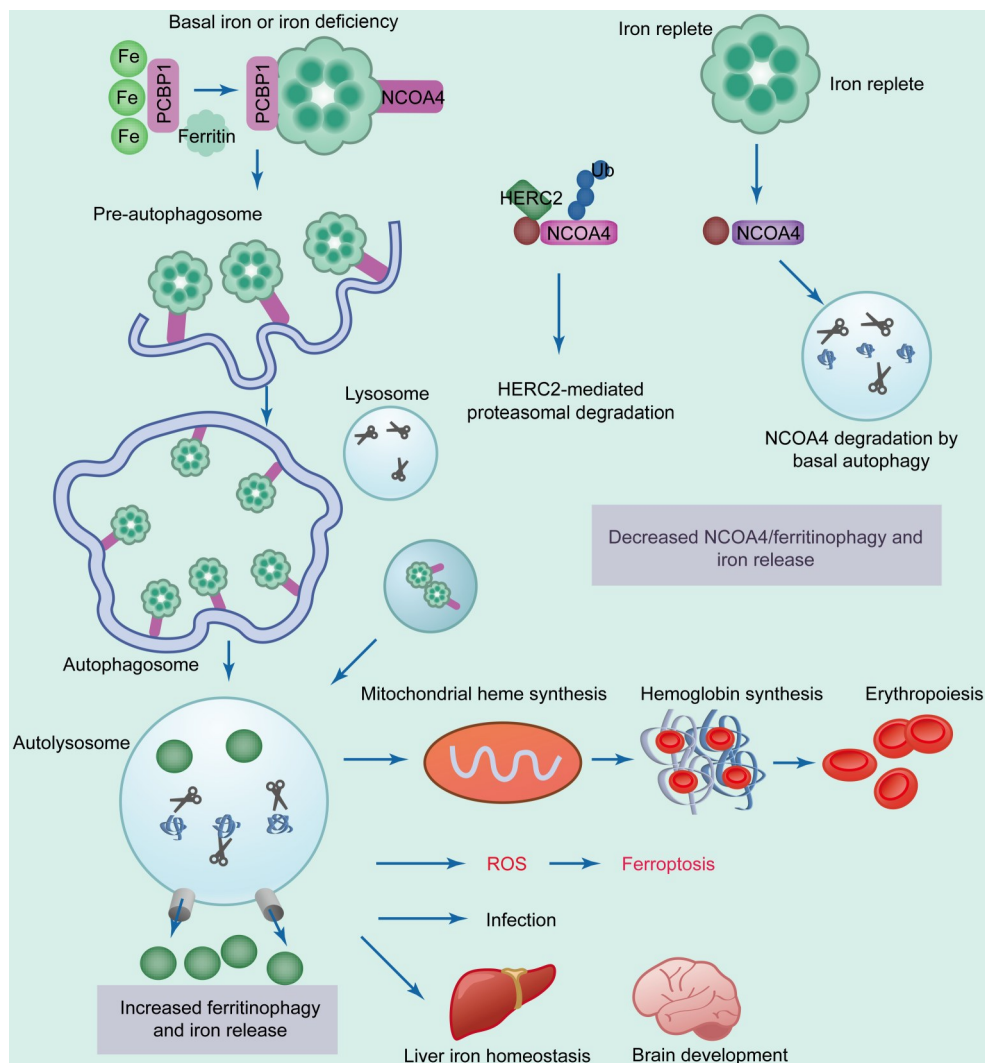 Basal iron or iron deficiency
Fe
Fe
Fe
PCBP1
Ferritin
PCBP1
NCOA4
Iron replete
Iron replete
Pre-autophagosome
HERC2
Ub
NCOA4
NCOA4
HERC2-mediated
proteasomal degradation
NCOA4 degradation by
basal autophagy
Lysosome
Decreased NCOA4/ferritinophagy and
iron release
Autophagosome
Autolysosome
Mitochondrial heme synthesis
Hemoglobin synthesis
Erythropoiesis
ROS
Ferroptosis
Infection
Increased ferritinophagy
and iron release
Liver iron homeostasis
Brain development